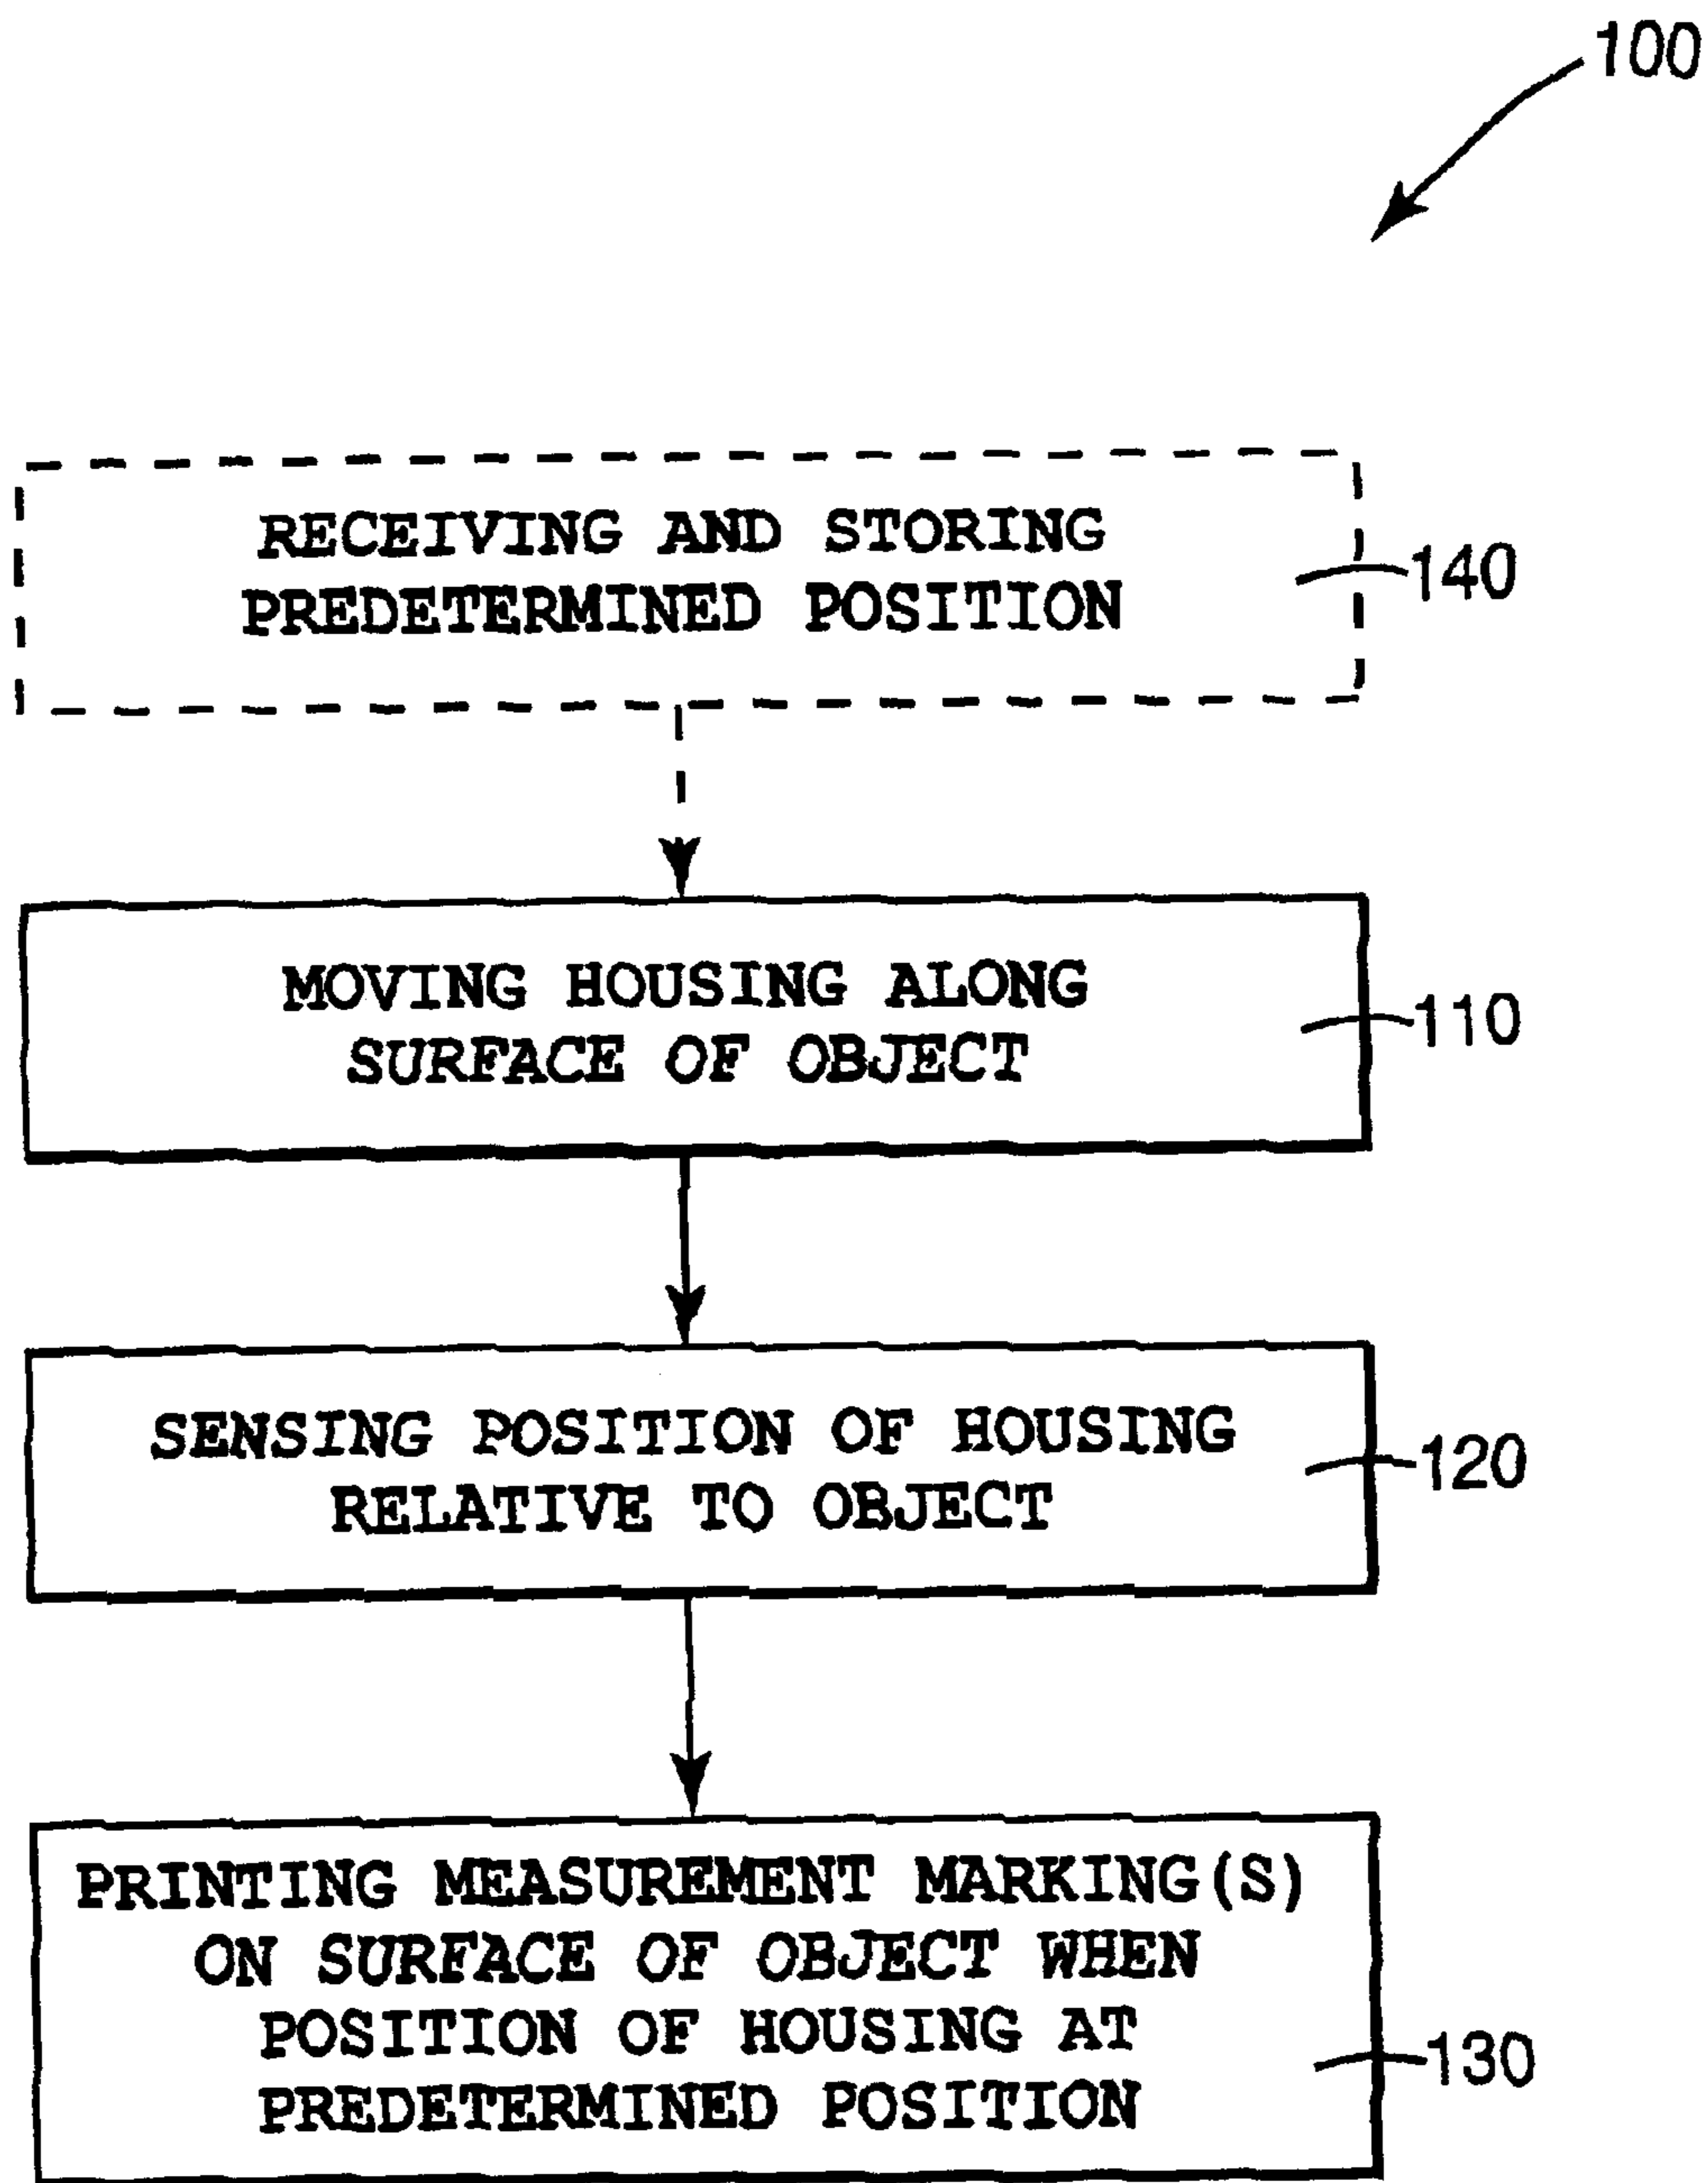 100
RECEIVING AND STORING
PREDETERMINED POSITION
140
MOVING HOUSING ALONG
SURFACE OF OBJECT
110
SENSING POSITION OF HOUSING
RELATIVE TO OBJECT
120
PRINTING MEASUREMENT MARKING(S)
ON SURFACE OF OBJECT WHEN
POSITION OF HOUSING AT
PREDETERMINED POSITION
130